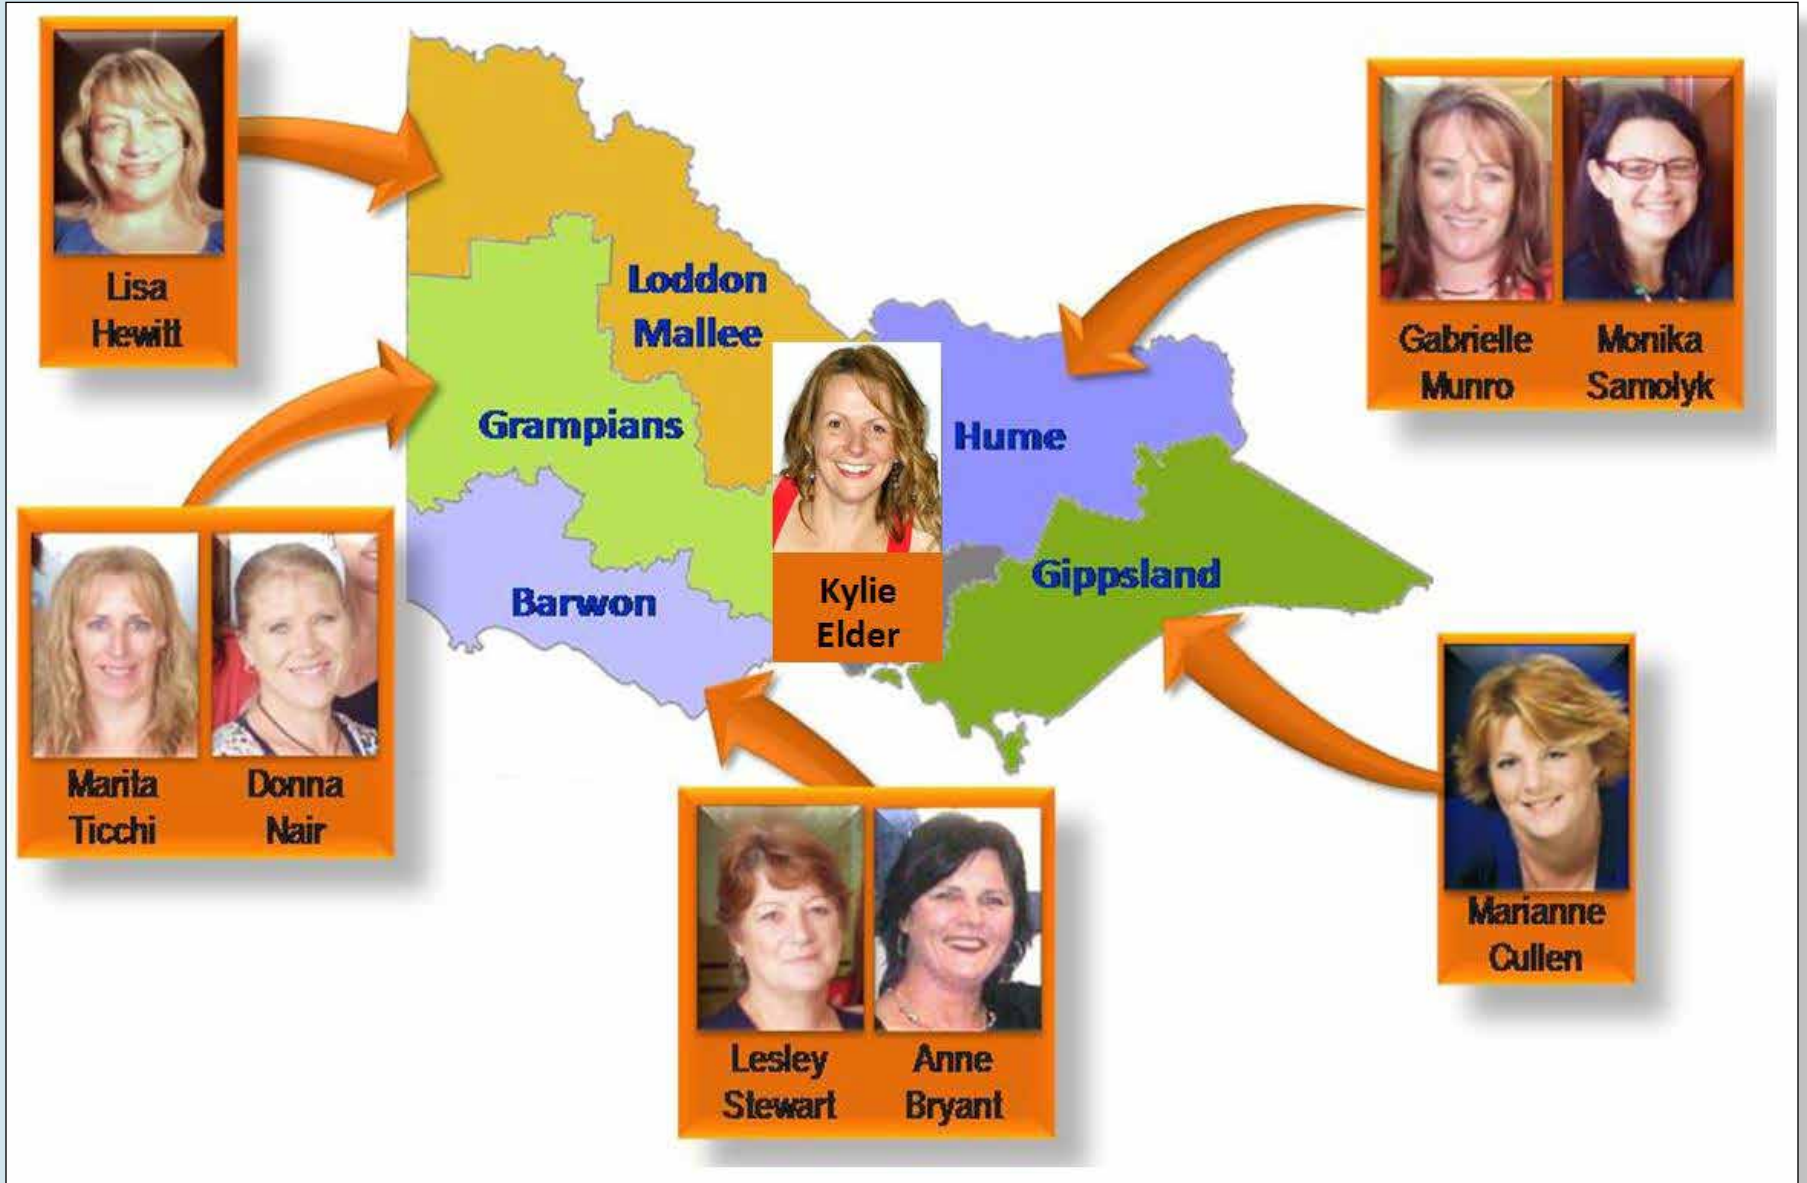 Lisa
Hewitt
Loddon
Mallee
Grampians
Hume
Gippsland
Barwon
Gabrielle
Munro
Monika
Samolyk
Kylie
Elder
Marita
Ticchi
Donna
Nair
Lesley
Stewart
Anne
Bryant
Marianne
Cullen